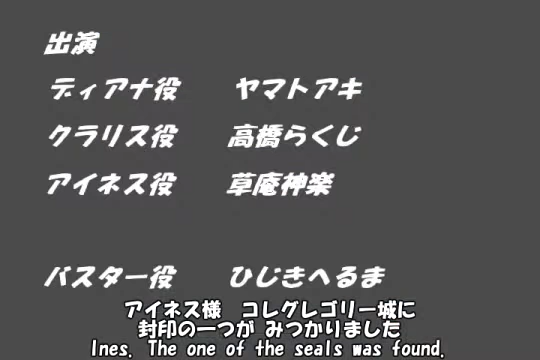 出演
ディアナ役　　ヤマトアキ
クラリス役　　高橋らくじ
アイネス役　　草庵神楽
バスター役　　ひじきへるま
アイネス様　コレグレゴリー城に
封印の一つが みつかりました
Ines. The one of the seals was found.